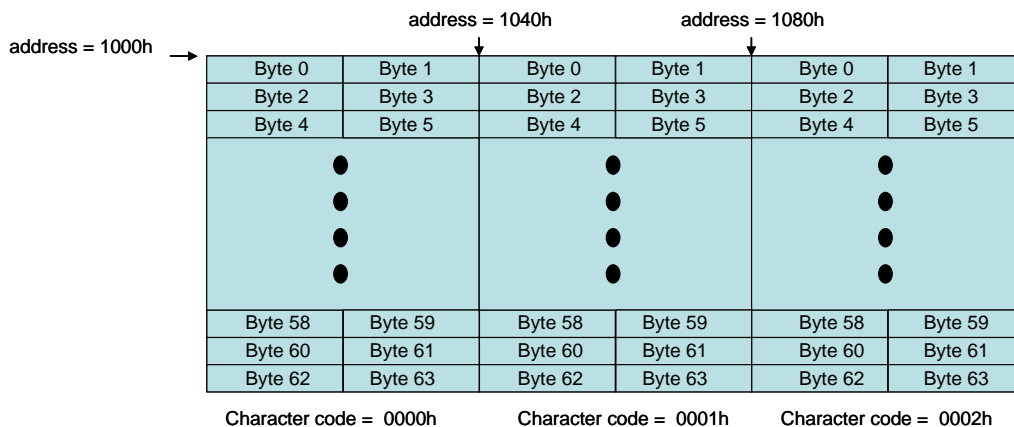 address = 1040h address = 1080h
address = 1000h
Byte 0 Byte 1 Byte 0 Byte 1 Byte 0 Byte 1
Byte 2 Byte 3 Byte 2 Byte 3 Byte 2 Byte 3
Byte 4 Byte 5 Byte 4 Byte 5 Byte 4 Byte 5
Byte 58 Byte 59 Byte 58 Byte 59 Byte 58 Byte 59
Byte 60 Byte 61 Byte 60 Byte 61 Byte 60 Byte 61
Byte 62 Byte 63 Byte 62 Byte 63 Byte 62 Byte 63
Character code = 0000h Character code = 0001h Character code = 0002h